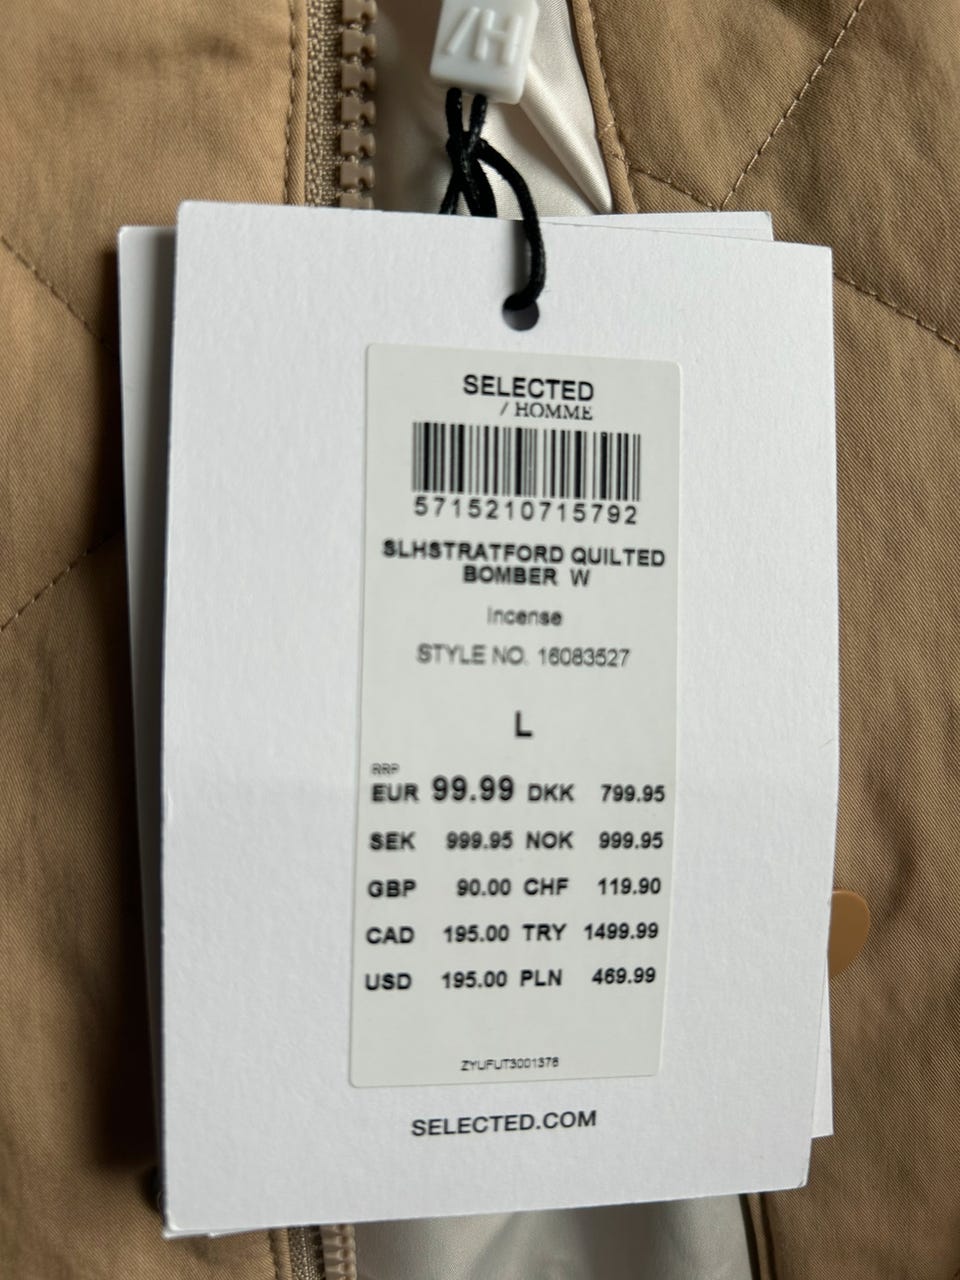 /H
SELECTED
/ HOMME
5715210715792
SLHSTRATFORD QUILTED
BOMBER W
Incense
STYLE NO. 16083527
L
RRP
EUR 99.99 DKK 799.95
SEK 999.95 NOK 999.95
GBP 90.00 CHF 119.90
CAD 195.00 TRY 1499.99
USD 195.00 PLN 469.99
ZYUFUT3001378
SELECTED.COM